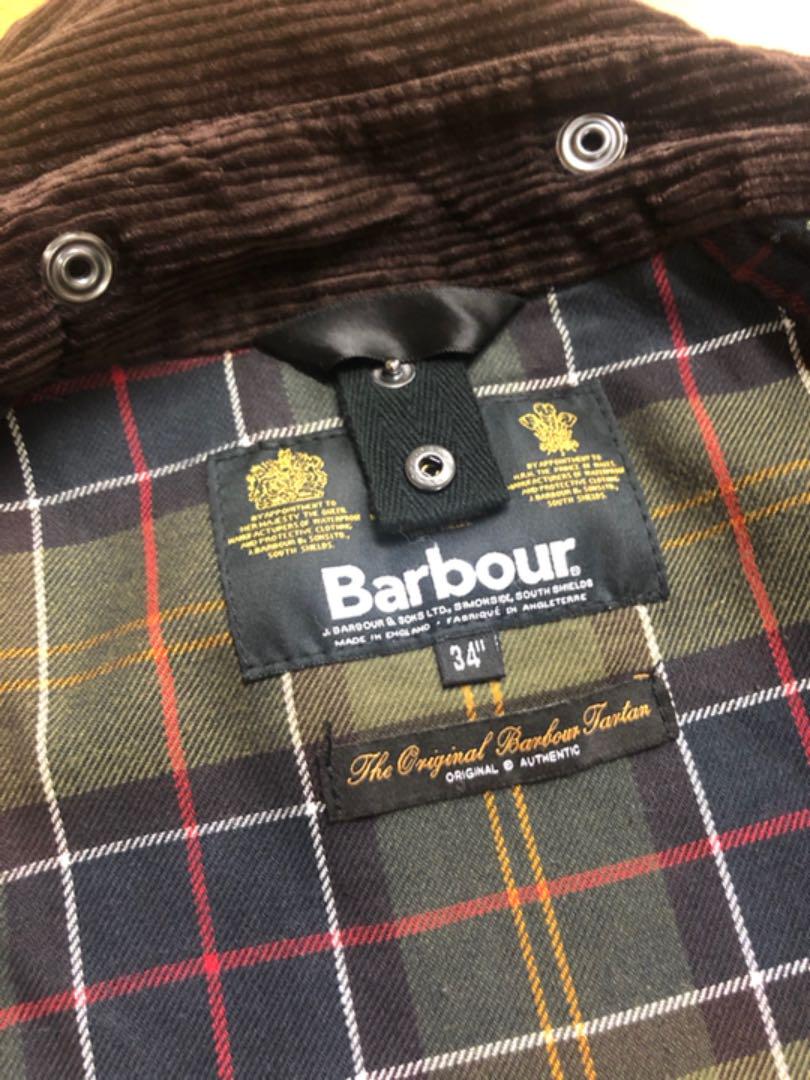 BY APPOINTMENT TO
HER MAJESTY THE QUEEN
MANUFACTURERS OF WATERPROOF
AND PROTECTIVE CLOTHING
J. BARBOUR & SONS LTD.
SOUTH SHIELDS.
BY APPOINTMENT TO
H.R.H. THE PRINCE OF WALES
MANUFACTURERS OF WATERPROOF
AND PROTECTIVE CLOTHING
J. BARBOUR & SONS LTD
SOUTH SHIELDS
Barbour®
J. BARBOUR & SONS LTD., SIMONSIDE, SOUTH SHIELDS
MADE IN ENGLAND • FABRIQUÉ EN ANGLETERRE
34"
The Original Barbour Tartan
ORIGINAL © AUTHENTIC